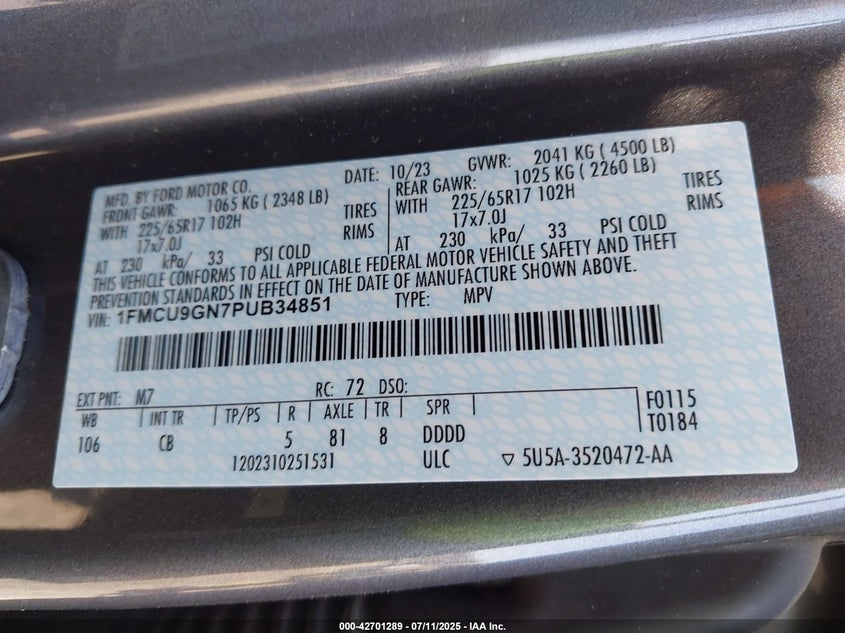 MFD. BY FORD MOTOR CO. DATE: 10/23 GVWR: 2041 KG ( 4500 LB)
FRONT GAWR: 1065 KG ( 2348 LB) REAR GAWR: 1025 KG ( 2260 LB)
WITH 225/65R17 102H TIRES WITH 225/65R17 102H TIRES
17x7.0J RIMS 17x7.0J RIMS
AT 230 kPa/ 33 PSI COLD AT 230 kPa/ 33 PSI COLD
THIS VEHICLE CONFORMS TO ALL APPLICABLE FEDERAL MOTOR VEHICLE SAFETY AND THEFT
PREVENTION STANDARDS IN EFFECT ON THE DATE OF MANUFACTURE SHOWN ABOVE.
VIN: 1FMCU9GN7PUB34851 TYPE: MPV
EXT PNT: M7 RC: 72 DSO:
WB INT TR TP/PS R AXLE TR SPR F0115
106 CB 5 81 8 DDDD T0184
1202310251531 ULC ▽ 5U5A-3520472-AA
000-42701289 - 07/11/2025 - IAA Inc.